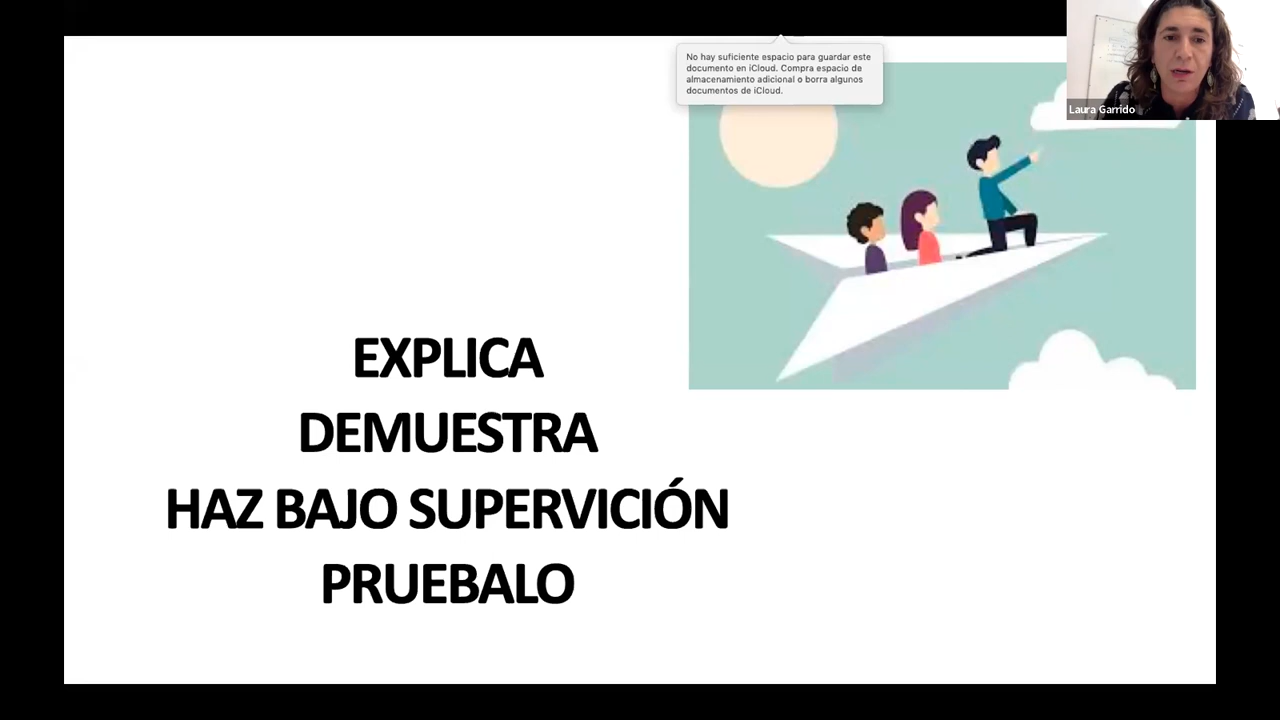 No hay suficiente espacio para guardar este
documento en iCloud. Compra espacio de
almacenamiento adicional o borra algunos
documentos de iCloud.
Laura Garrido
EXPLICA
DEMUESTRA
HAZ BAJO SUPERVICIÓN
PRUEBALO